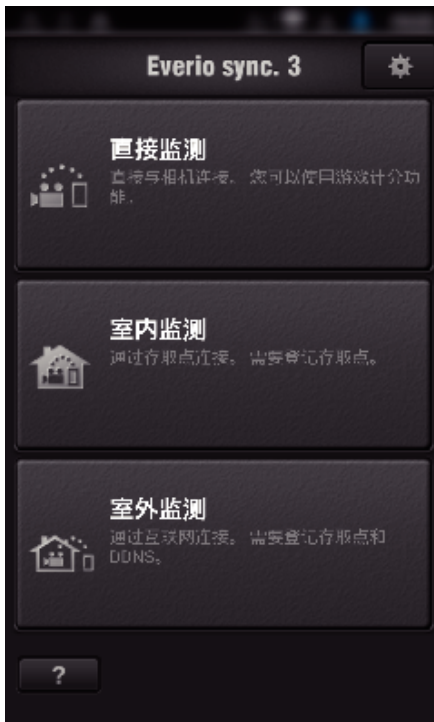 Everio sync. 3
直接监测
直接与相机连接。 您可以使用游戏计分功
能。
室内监测
通过存取点连接。 需要登记存取点。
室外监测
通过互联网连接。 需要登记存取点和
DDNS。
?